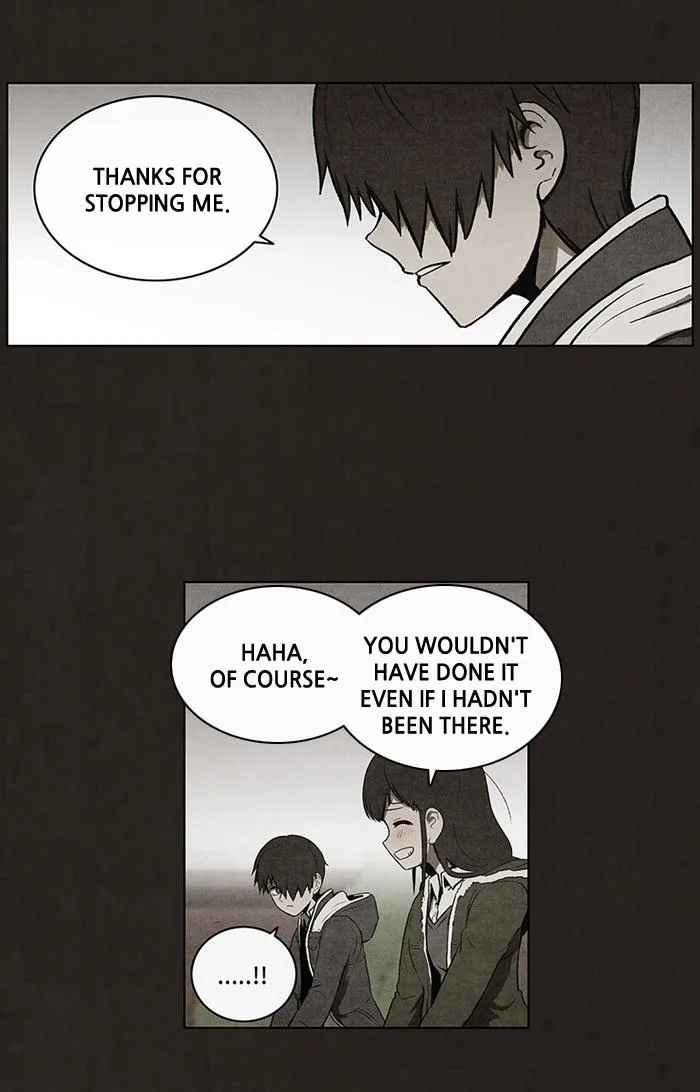 THANKS FOR
STOPPING ME.
HAHA,
OF COURSE~
YOU WOULDN'T
HAVE DONE IT
EVEN IF I HADN'T
BEEN THERE.
.....!!